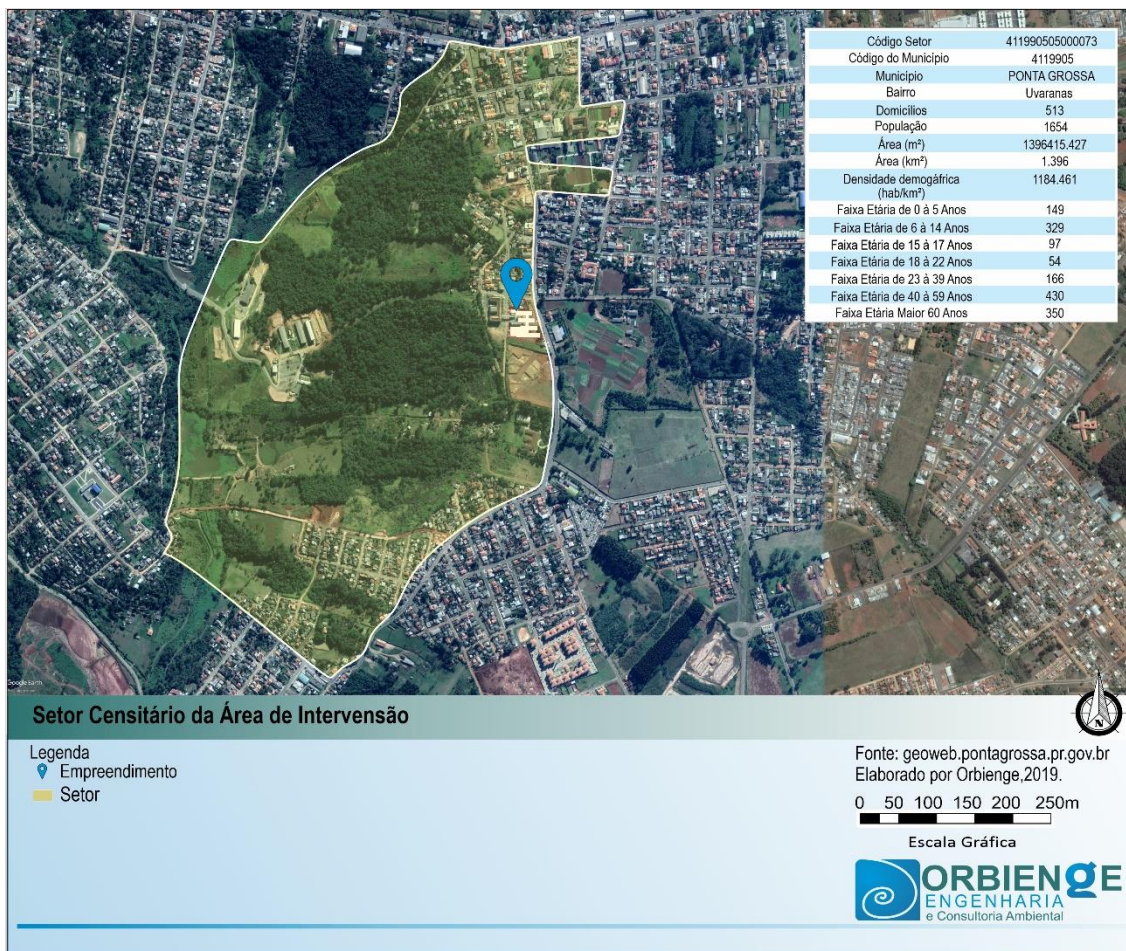 Código Setor 411990505000073
Código do Município 4119905
Município PONTA GROSSA
Bairro Uvaranas
Domicílios 513
População 1654
Área (m²) 1396415.427
Área (km²) 1.396
Densidade demogáfrica
(hab/km²) 1184.461
Faixa Etária de 0 à 5 Anos 149
Faixa Etária de 6 à 14 Anos 329
Faixa Etária de 15 à 17 Anos 97
Faixa Etária de 18 à 22 Anos 54
Faixa Etária de 23 à 39 Anos 166
Faixa Etária de 40 à 59 Anos 430
Faixa Etária Maior 60 Anos 350
Google Earth
Setor Censitário da Área de Intervensão
N
Legenda
Empreendimento
Setor
Fonte: geoweb.pontagrossa.pr.gov.br
Elaborado por Orbienge,2019.
0 50 100 150 200 250m
Escala Gráfica
ORBIENGE
ENGENHARIA
e Consultoria Ambiental